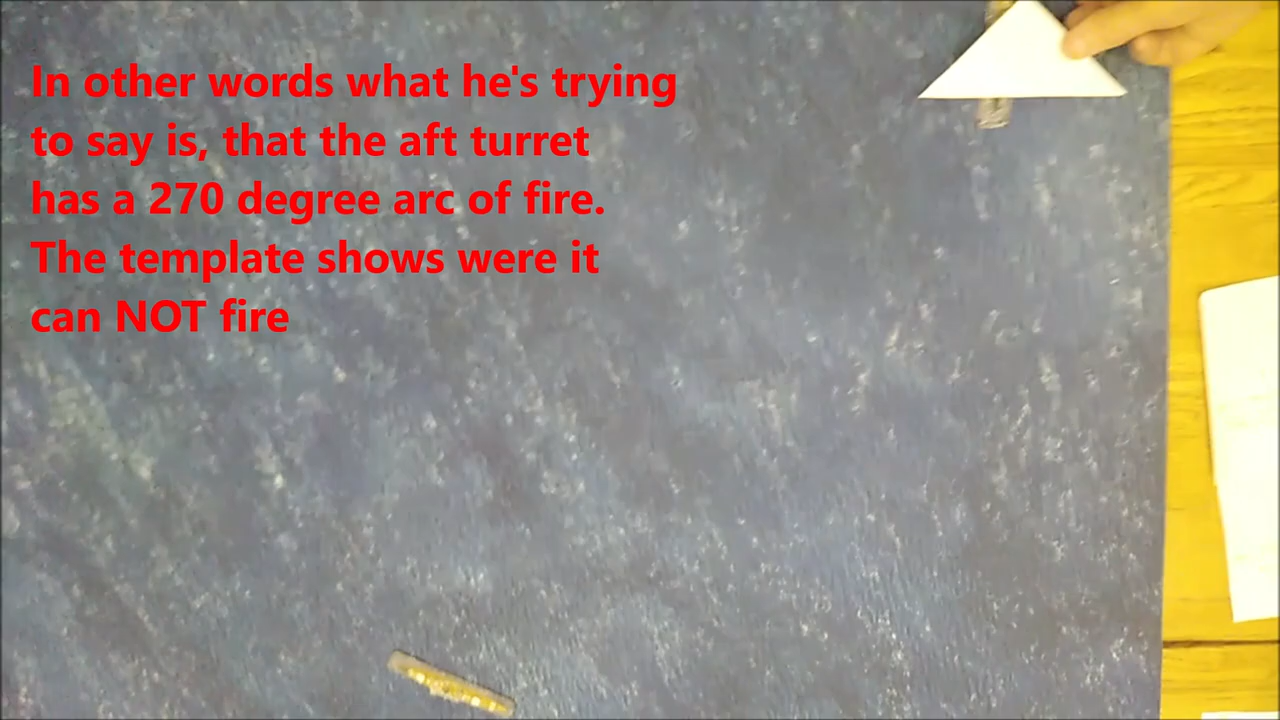 In other words what he's trying
to say is, that the aft turret
has a 270 degree arc of fire.
The template shows were it
can NOT fire